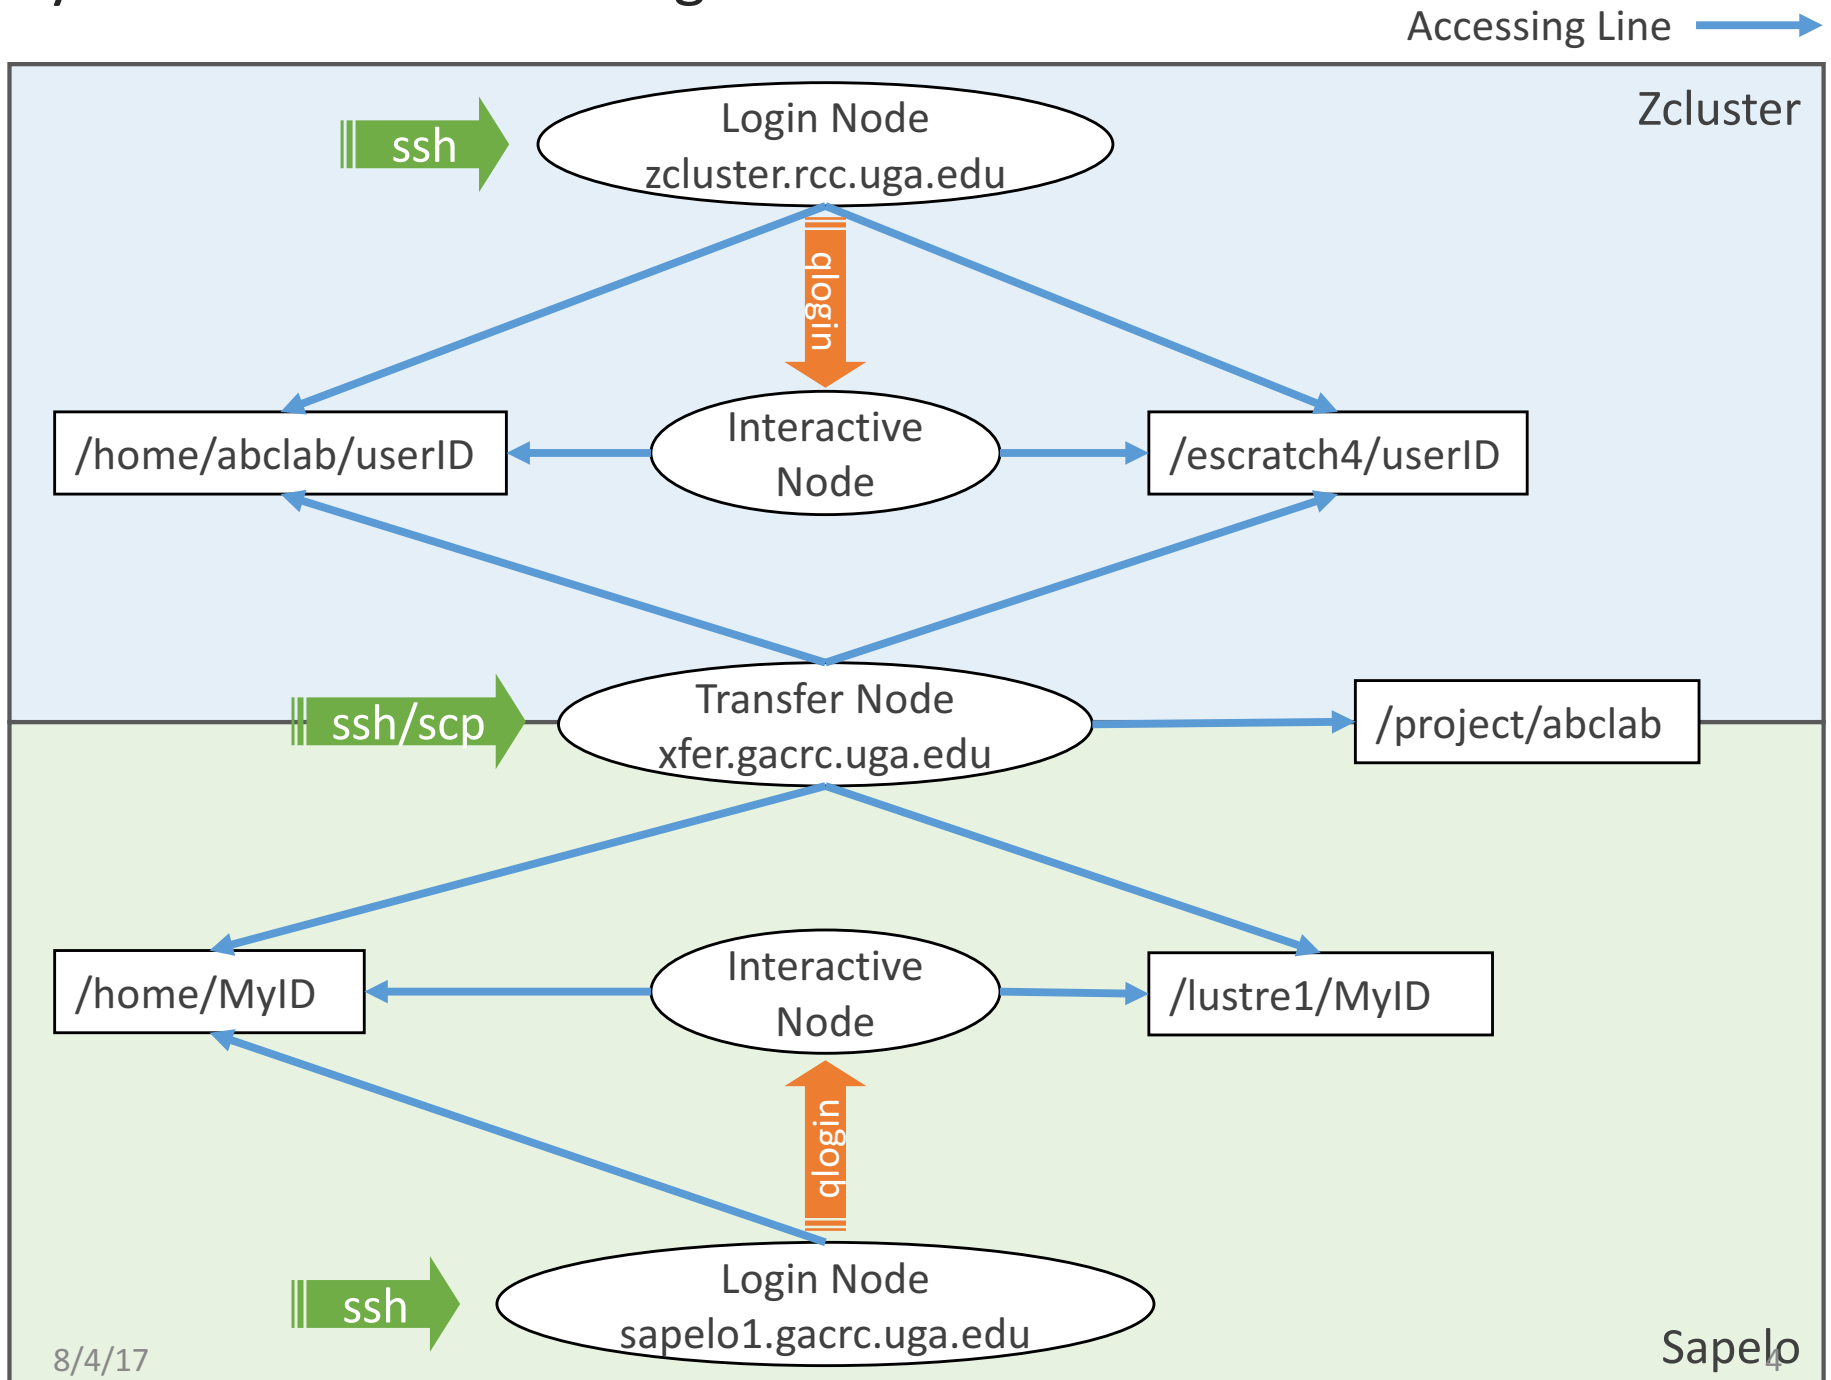 Accessing Line
Zcluster
ssh
Login Node
zcluster.rcc.uga.edu
qlogin
/home/abclab/userID
Interactive
Node
/escratch4/userID
ssh/scp
Transfer Node
xfer.gacrc.uga.edu
/project/abclab
/home/MyID
Interactive
Node
/lustre1/MyID
qlogin
ssh
Login Node
sapelo1.gacrc.uga.edu
8/4/17
Sapelo
4